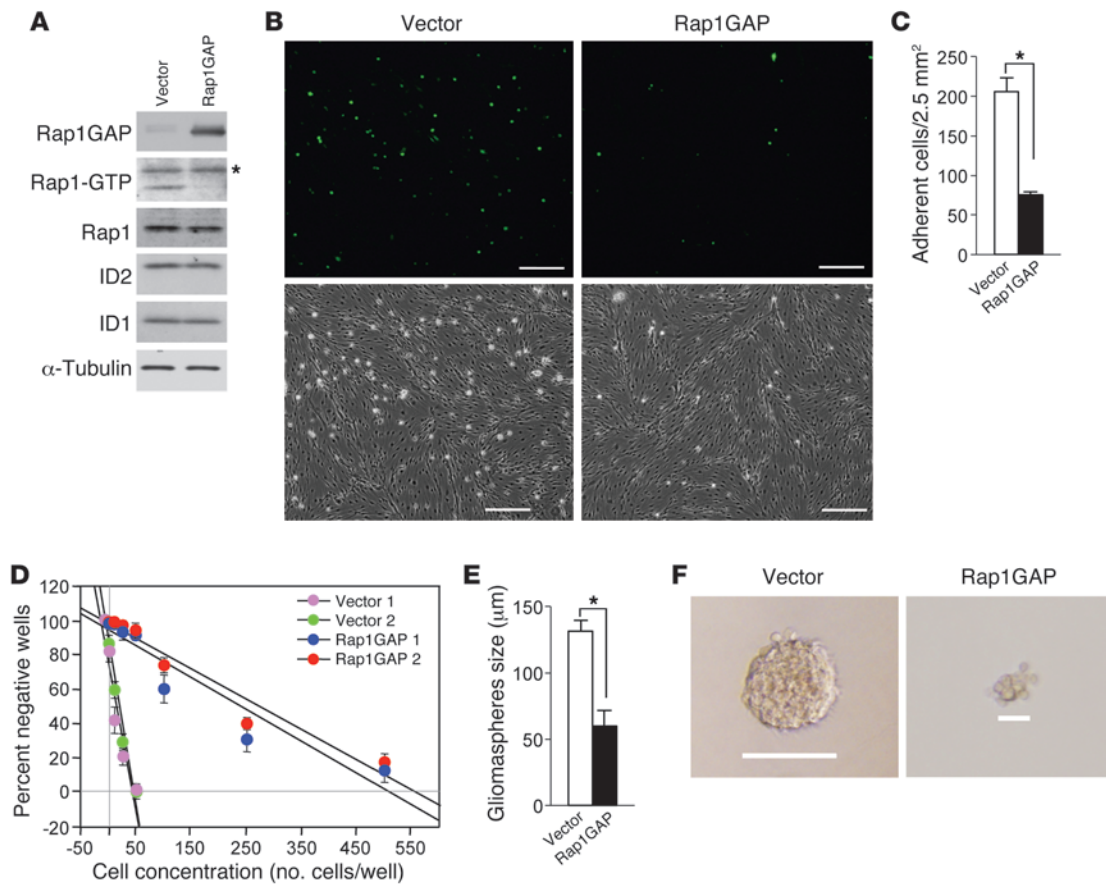 A
Vector
Rap1GAP
Rap1GAP
Rap1-GTP
*
Rap1
ID2
ID1
α-Tubulin
B
Vector
Rap1GAP
C
Adherent cells/2.5 mm²
250
200
150
100
50
0
*
Vector
Rap1GAP
D
Percent negative wells
120
100
80
60
40
20
0
-20
-50
50
150
250
350
450
550
Cell concentration (no. cells/well)
Vector 1
Vector 2
Rap1GAP 1
Rap1GAP 2
E
Gliomaspheres size (μm)
150
100
50
0
*
Vector
Rap1GAP
F
Vector
Rap1GAP